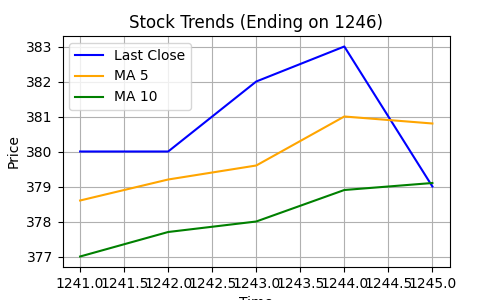 Stock Trends (Ending on 1246)
Last Close
MA 5
MA 10
Price
383
382
381
380
379
378
377
1241.0 1241.5 1242.0 1242.5 1243.0 1243.5 1244.0 1244.5 1245.0
Time